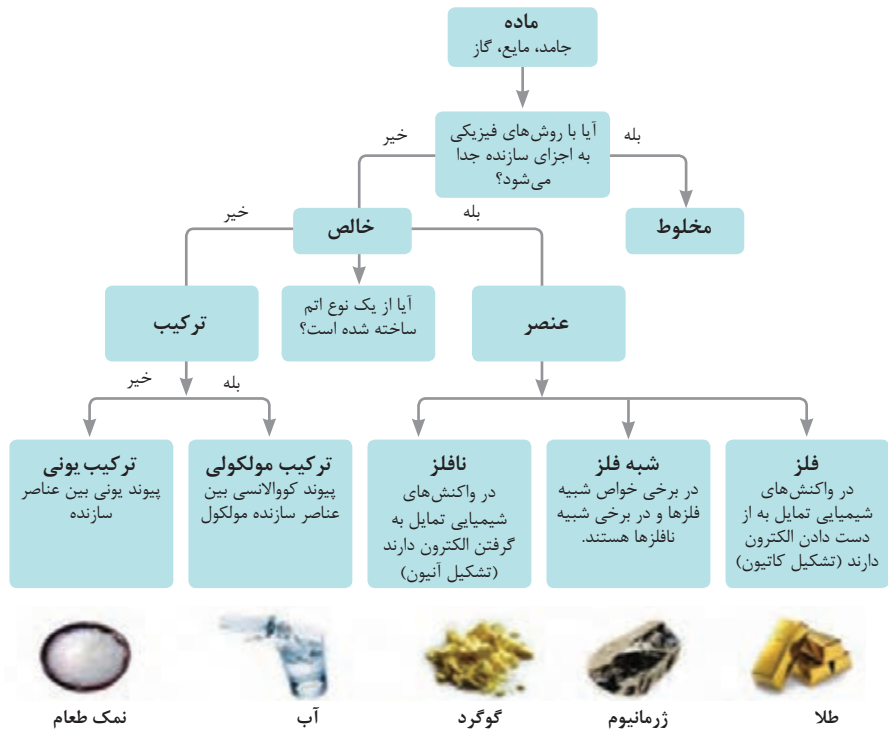 ماده
جامد، مایع، گاز
آیا با روش‌های فیزیکی
به اجزای سازنده جدا
می‌شود؟
بله
خیر
مخلوط
خالص
بله
خیر
آیا از یک نوع اتم
ساخته شده است؟
عنصر
ترکیب
بله
خیر
فلز
در واکنش‌های
شیمیایی تمایل به از
دست دادن الکترون
دارند (تشکیل کاتیون)
شبه فلز
در برخی خواص شبیه
فلزها و در برخی شبیه
نافلزها هستند.
نافلز
در واکنش‌های
شیمیایی تمایل به
گرفتن الکترون دارند
(تشکیل آنیون)
ترکیب مولکولی
پیوند کووالانسی بین
عناصر سازنده مولکول
ترکیب یونی
پیوند یونی بین عناصر
سازنده
طلا
ژرمانیوم
گوگرد
آب
نمک طعام